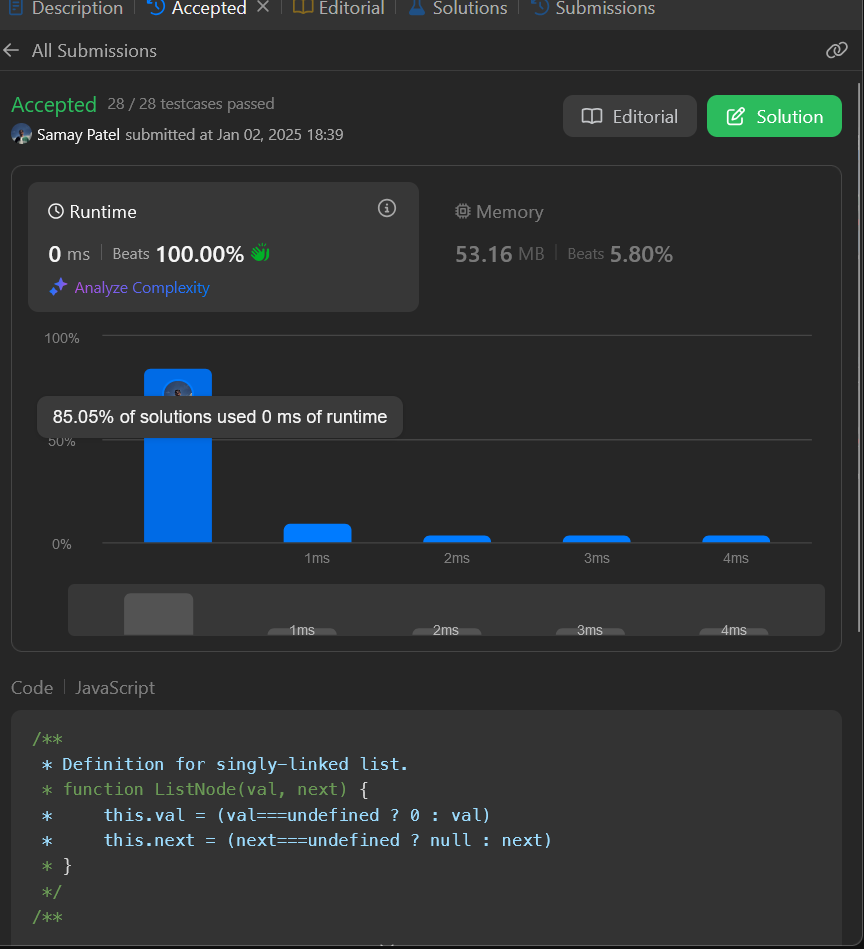 Description Accepted Editorial Solutions Submissions
All Submissions
Accepted 28 / 28 testcases passed
Samay Patel submitted at Jan 02, 2025 18:39
Editorial
Solution
Runtime
0 ms Beats 100.00%
Analyze Complexity
Memory
53.16 MB Beats 5.80%
100%
85.05% of solutions used 0 ms of runtime
50%
0%
1ms 2ms 3ms 4ms
1ms 2ms 3ms 4ms
Code JavaScript
/**
 * Definition for singly-linked list.
 * function ListNode(val, next) {
 *     this.val = (val===undefined ? 0 : val)
 *     this.next = (next===undefined ? null : next)
 * }
 */
/**